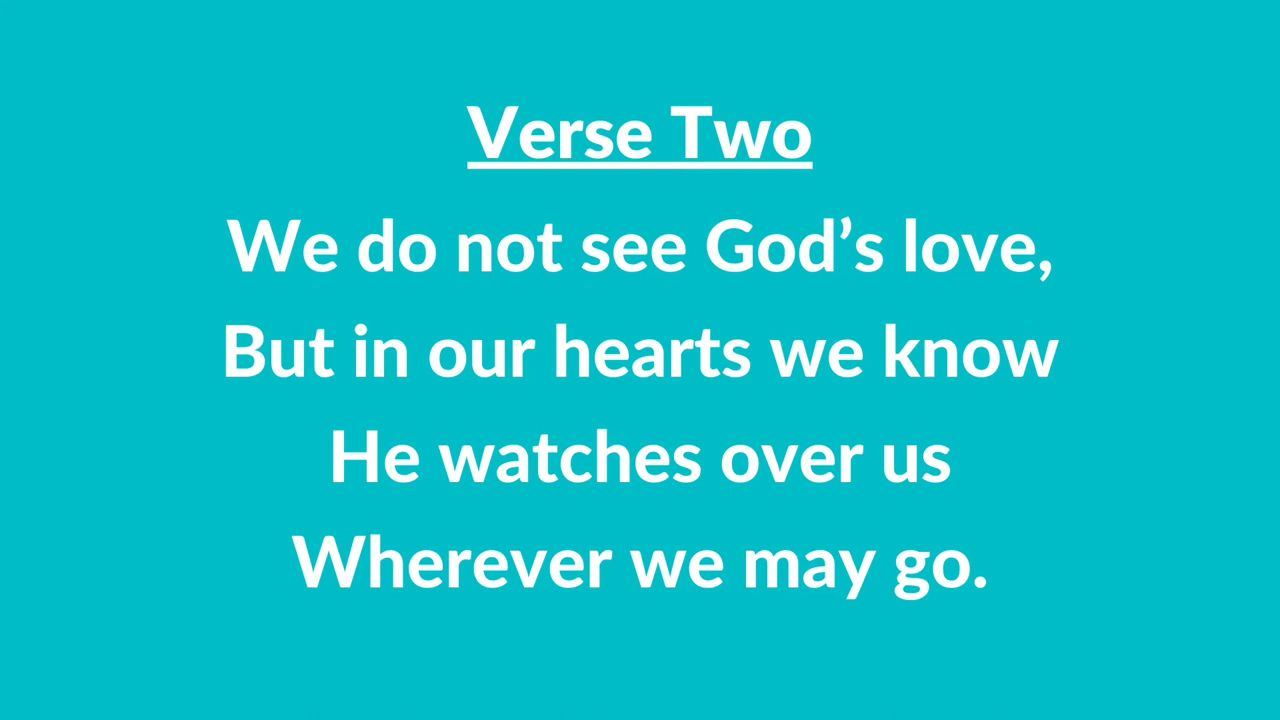 Verse Two
We do not see God’s love,
But in our hearts we know
He watches over us
Wherever we may go.